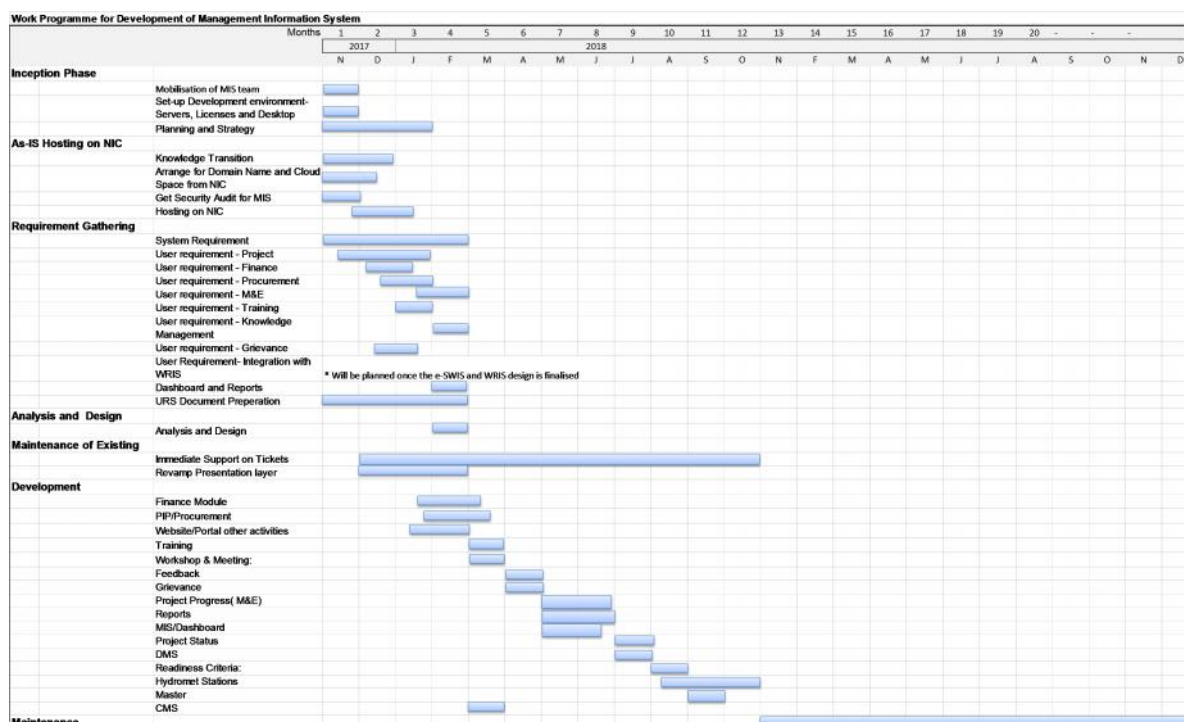 Work Programme for Development of Management Information System
Months 1 2 3 4 5 6 7 8 9 10 11 12 13 14 15 16 17 18 19 20 - - -
2017 2018
N D J F M A M J J A S O N F M A M J J A S O N D
Inception Phase
Mobilisation of MIS team
Set-up Development environment-
Servers, Licenses and Desktop
Planning and Strategy
As-IS Hosting on NIC
Knowledge Transition
Arrange for Domain Name and Cloud
Space from NIC
Get Security Audit for MIS
Hosting on NIC
Requirement Gathering
System Requirement
User requirement - Project
User requirement - Finance
User requirement - Procurement
User requirement - M&E
User requirement - Training
User requirement - Knowledge
Management
User requirement - Grievance
User Requirement- Integration with
WRIS * Will be planned once the e-SWIS and WRIS design is finalised
Dashboard and Reports
URS Document Preperation
Analysis and Design
Analysis and Design
Maintenance of Existing
Immediate Support on Tickets
Revamp Presentation layer
Development
Finance Module
PIP/Procurement
Website/Portal other activities
Training
Workshop & Meeting:
Feedback
Grievance
Project Progress( M&E)
Reports
MIS/Dashboard
Project Status
DMS
Readiness Criteria:
Hydromet Stations
Master
CMS
Maintenance